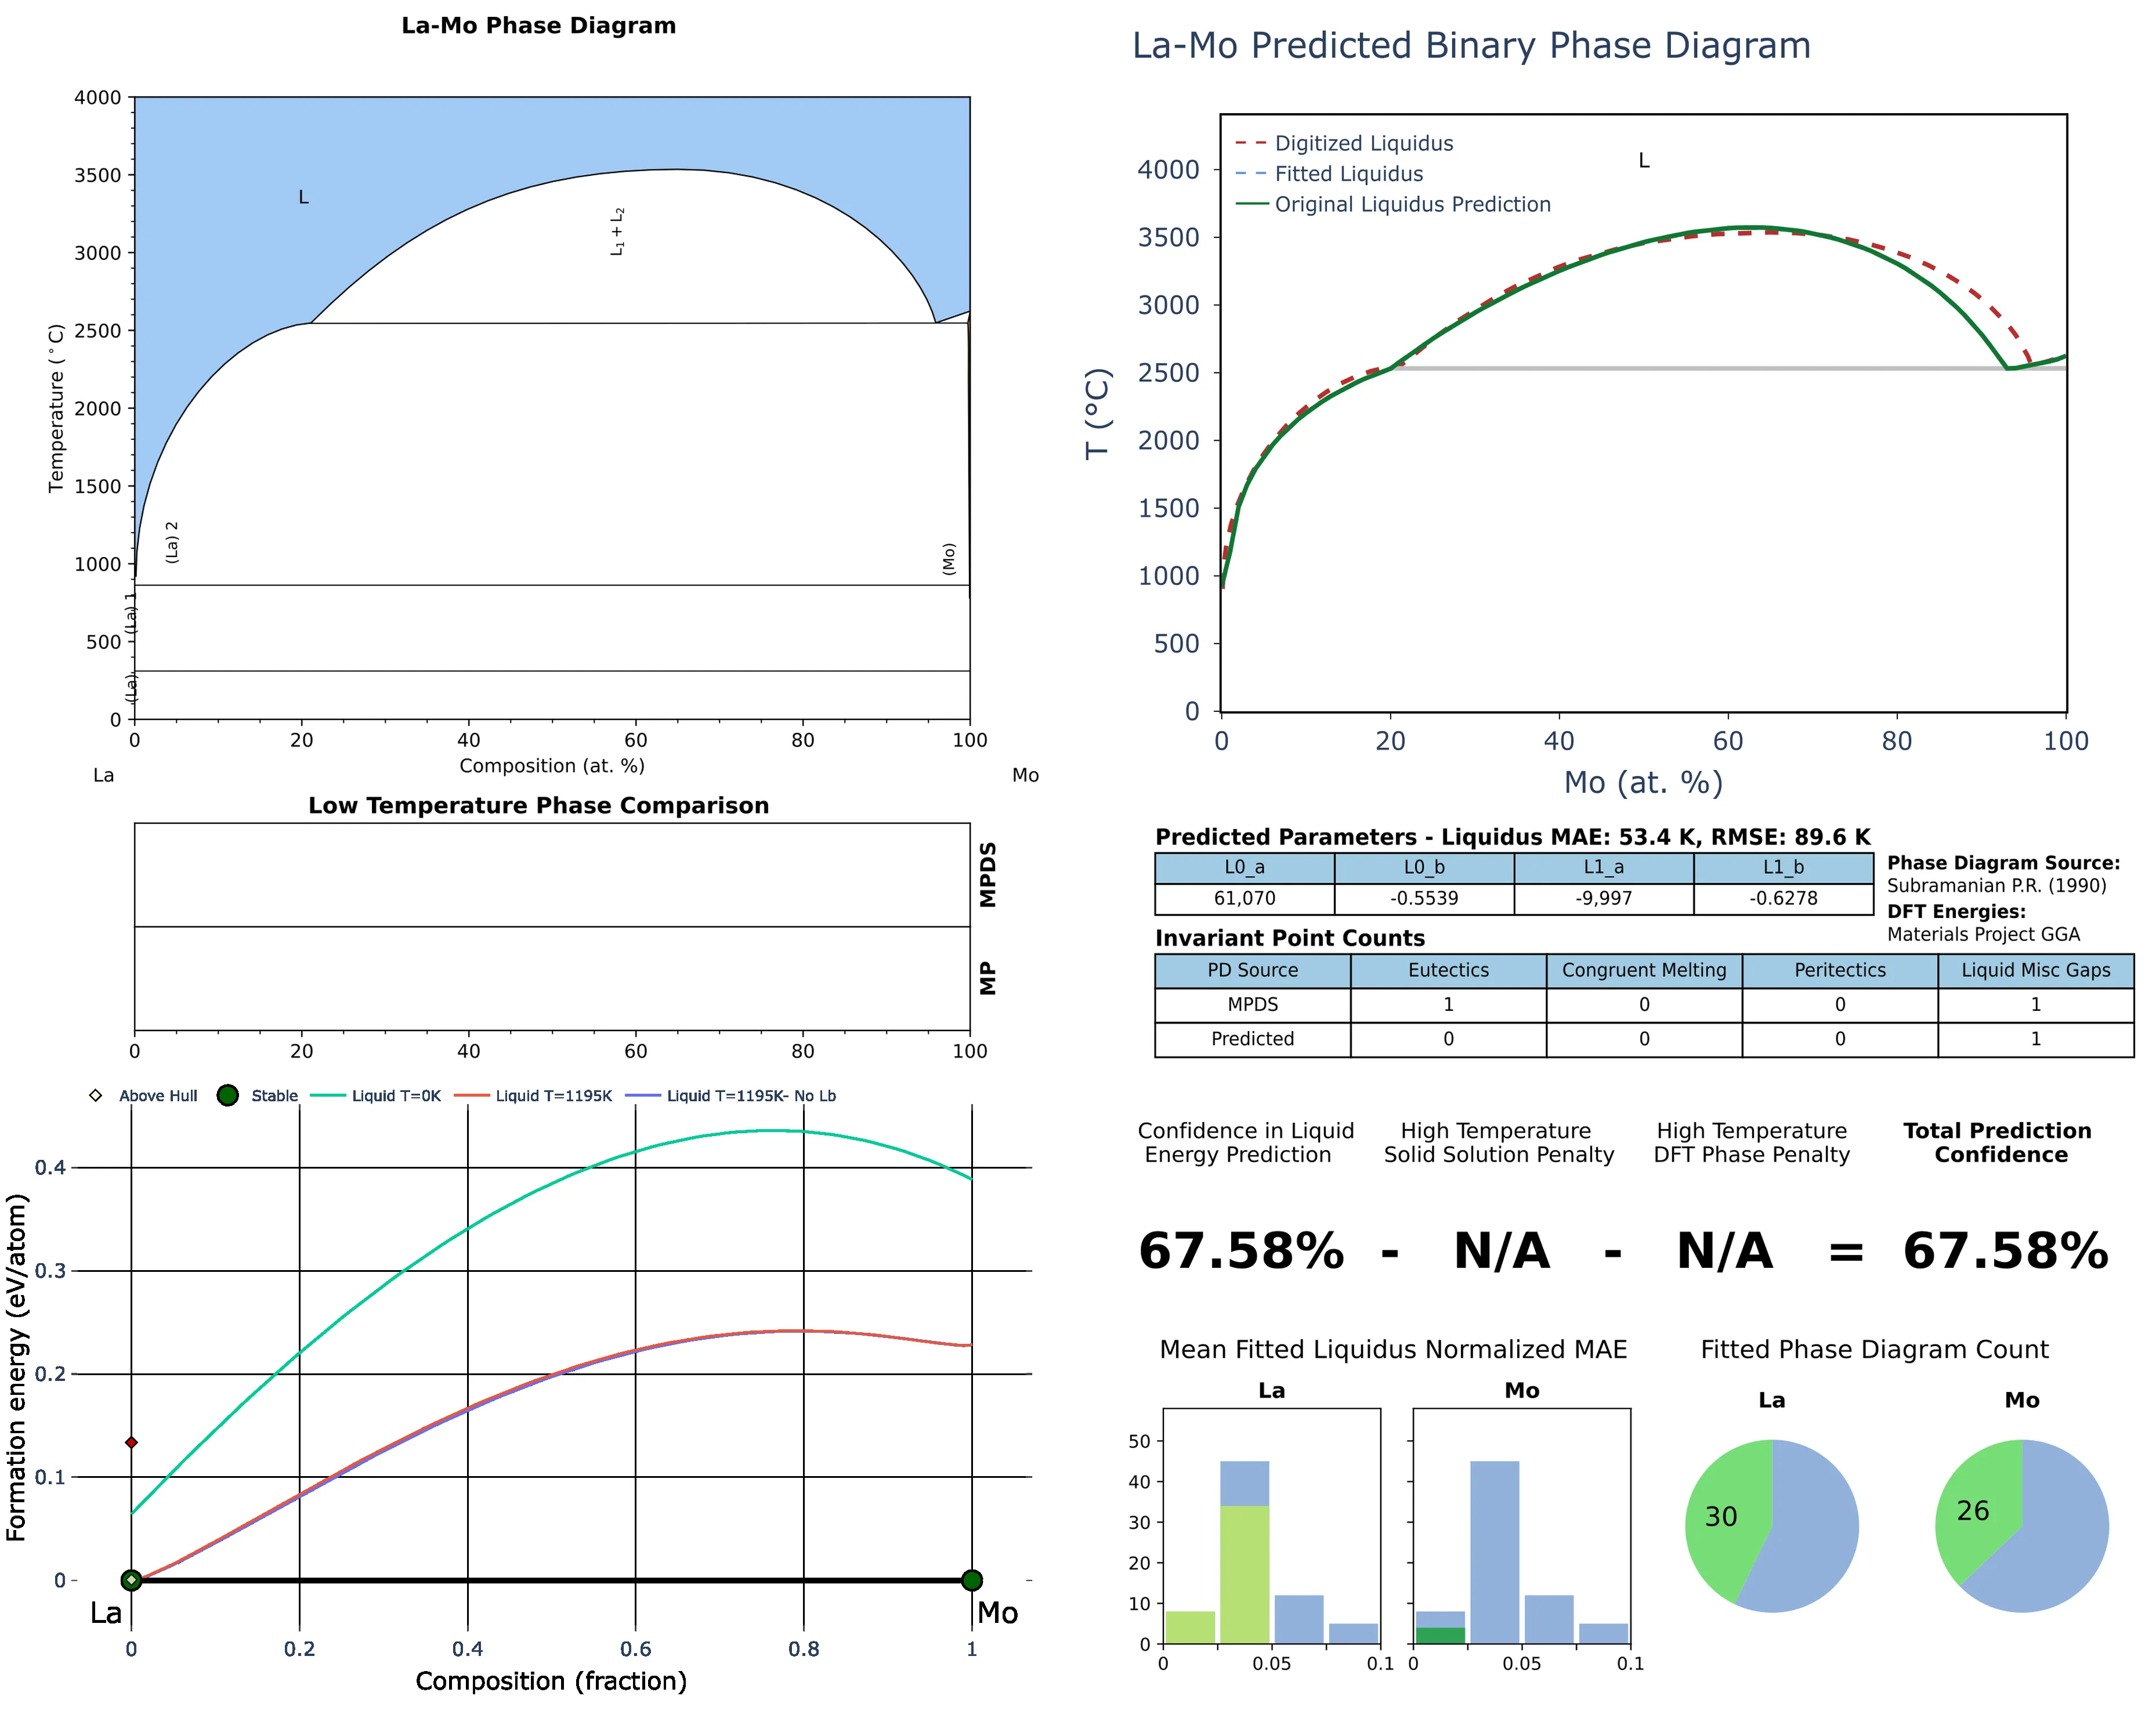 La-Mo Phase Diagram
4000
3500
3000
2500
2000
1500
1000
500
0
Temperature (°C)
L
L₁ + L₂
(La) 2
(Mo)
(La) 1
(La)
0 20 40 60 80 100
Composition (at. %)
La Mo
Low Temperature Phase Comparison
MPDS
MP
0 20 40 60 80 100
Above Hull Stable Liquid T=0K Liquid T=1195K Liquid T=1195K- No Lb
0.4
0.3
0.2
0.1
0
Formation energy (eV/atom)
La Mo
0 0.2 0.4 0.6 0.8 1
Composition (fraction)
La-Mo Predicted Binary Phase Diagram
Digitized Liquidus
Fitted Liquidus
Original Liquidus Prediction
L
4000
3500
3000
2500
2000
1500
1000
500
0
T (°C)
0 20 40 60 80 100
Mo (at. %)
Predicted Parameters - Liquidus MAE: 53.4 K, RMSE: 89.6 K
L0_a L0_b L1_a L1_b
61,070 -0.5539 -9,997 -0.6278
Phase Diagram Source:
Subramanian P.R. (1990)
DFT Energies:
Materials Project GGA
Invariant Point Counts
PD Source Eutectics Congruent Melting Peritectics Liquid Misc Gaps
MPDS 1 0 0 1
Predicted 0 0 0 1
Confidence in Liquid
Energy Prediction
High Temperature
Solid Solution Penalty
High Temperature
DFT Phase Penalty
Total Prediction
Confidence
67.58% - N/A - N/A = 67.58%
Mean Fitted Liquidus Normalized MAE
La Mo
50
40
30
20
10
0
0 0.05 0.1 0 0.05 0.1
Fitted Phase Diagram Count
La Mo
30 26